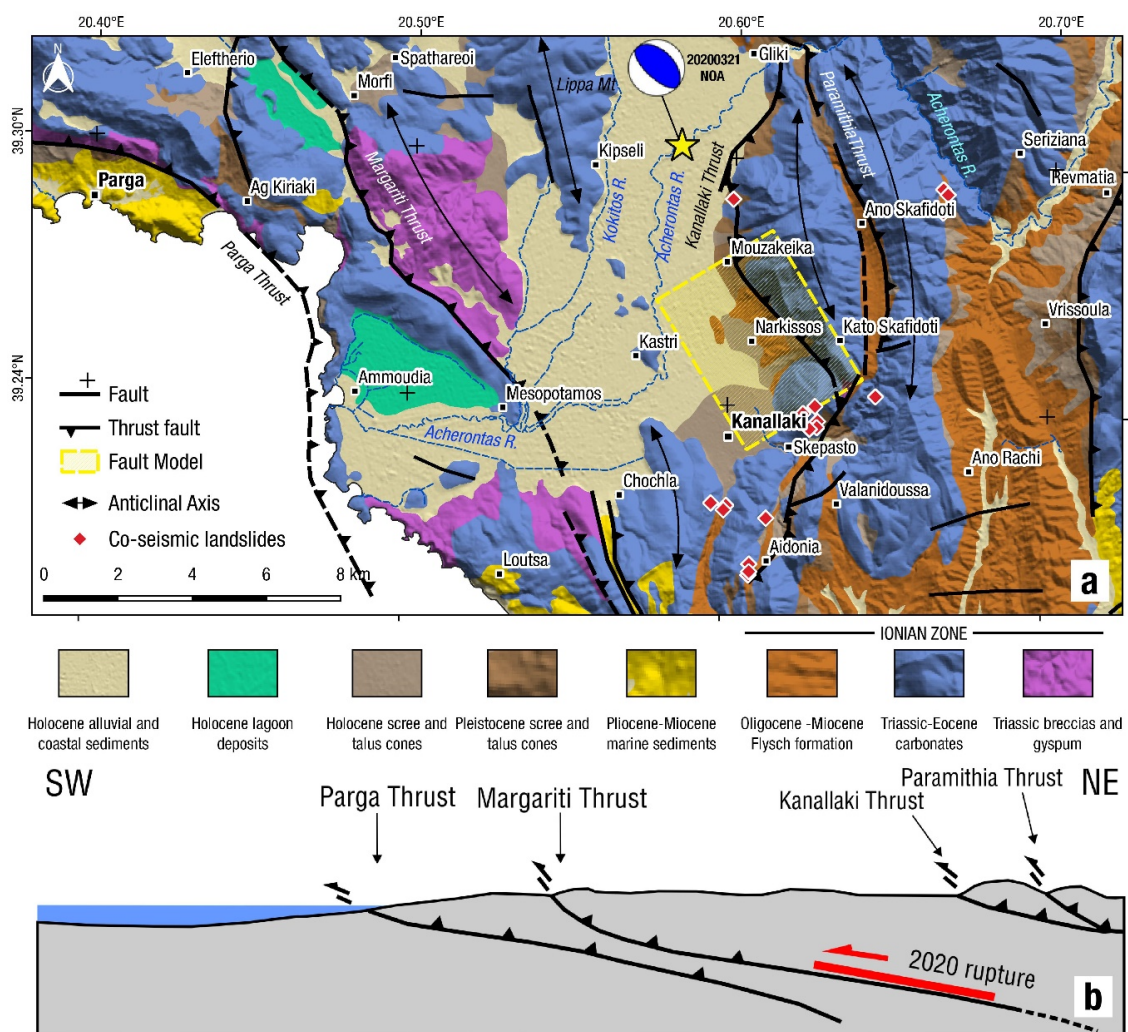 20.40°E
20.50°E
20.60°E
20.70°E
39.30°N
39.24°N
N
Eleftherio
Spathareoi
Morfi
Lippa Mt
20200321
NOA
Gliki
Paramithia Thrust
Acherontas R.
Seriziana
Revmatia
Kipseli
Parga
Ag Kiriaki
Margariti Thrust
Kokitos R.
Acherontas R.
Kanallaki Thrust
Ano Skafidoti
Mouzakeika
Parga Thrust
Narkissos
Kato Skafidoti
Vrissoula
Kastri
Ammoudia
Mesopotamos
Acherontas R.
Kanallaki
Skepasto
Ano Rachi
Chochla
Valanidoussa
Loutsa
Aidonia
Fault
Thrust fault
Fault Model
Anticlinal Axis
Co-seismic landslides
0 2 4 6 8 km
a
IONIAN ZONE
Holocene alluvial and
coastal sediments
Holocene lagoon
deposits
Holocene scree and
talus cones
Pleistocene scree and
talus cones
Pliocene-Miocene
marine sediments
Oligocene -Miocene
Flysch formation
Triassic-Eocene
carbonates
Triassic breccias and
gyspum
SW
NE
Parga Thrust
Margariti Thrust
Kanallaki Thrust
Paramithia Thrust
2020 rupture
b